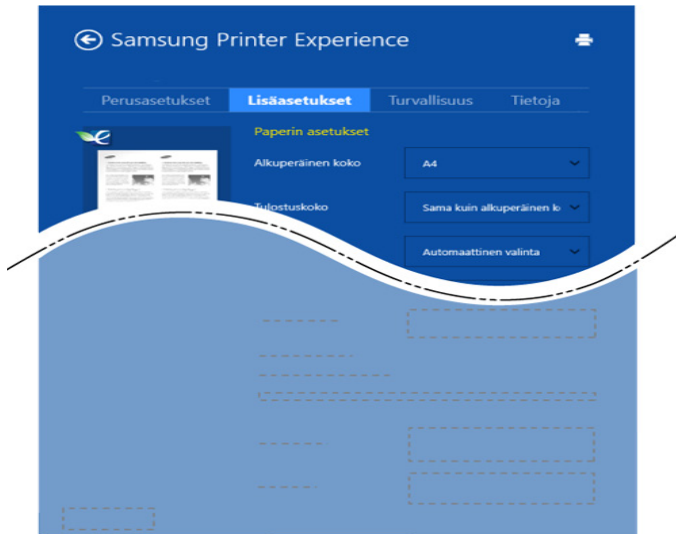 Samsung Printer Experience
Perusasetukset Lisäasetukset Turvallisuus Tietoja
Paperin asetukset
Alkuperäinen koko A4
Tulostuskoko Sama kuin alkuperäinen k
Automaattinen valinta